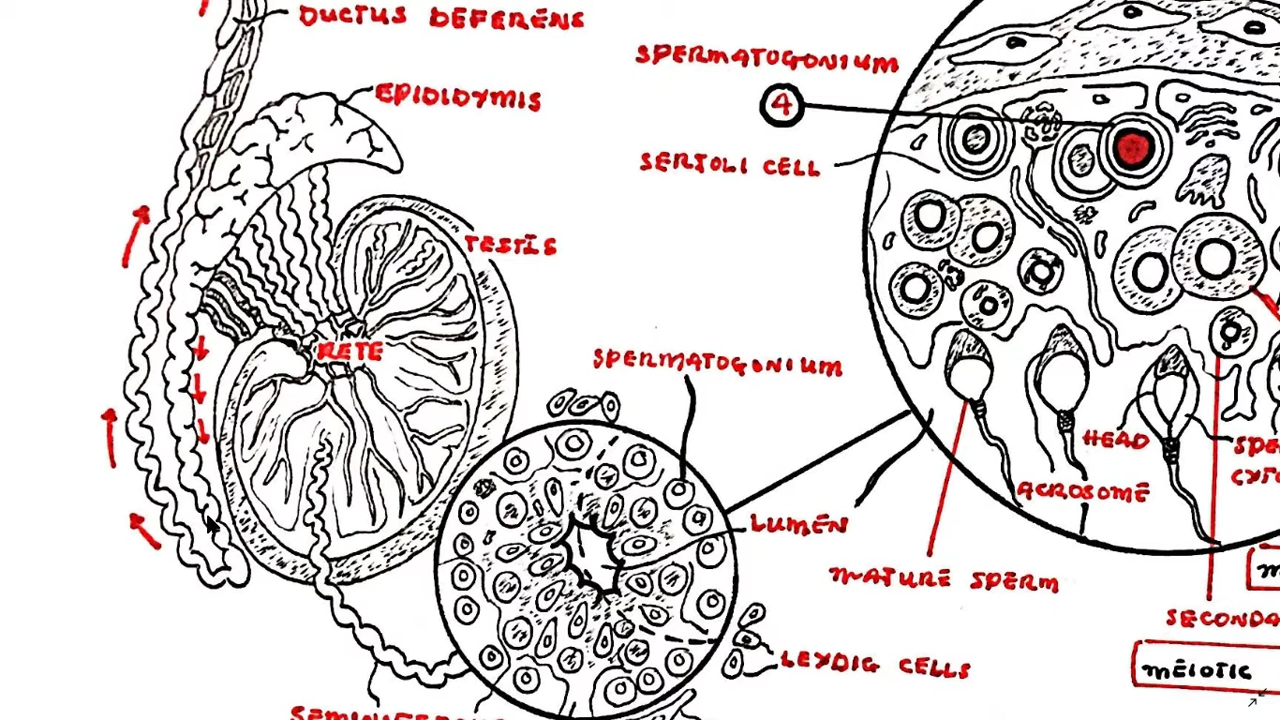 DUCTUS DEFERENS
EPIDIDYMIS
TESTIS
RETE
SPERMATOGONIUM
4
SERTOLI CELL
SPERMATOGONIUM
LUMEN
MATURE SPERM
LEYDIG CELLS
HEAD
ACROSOME
MEIOTIC